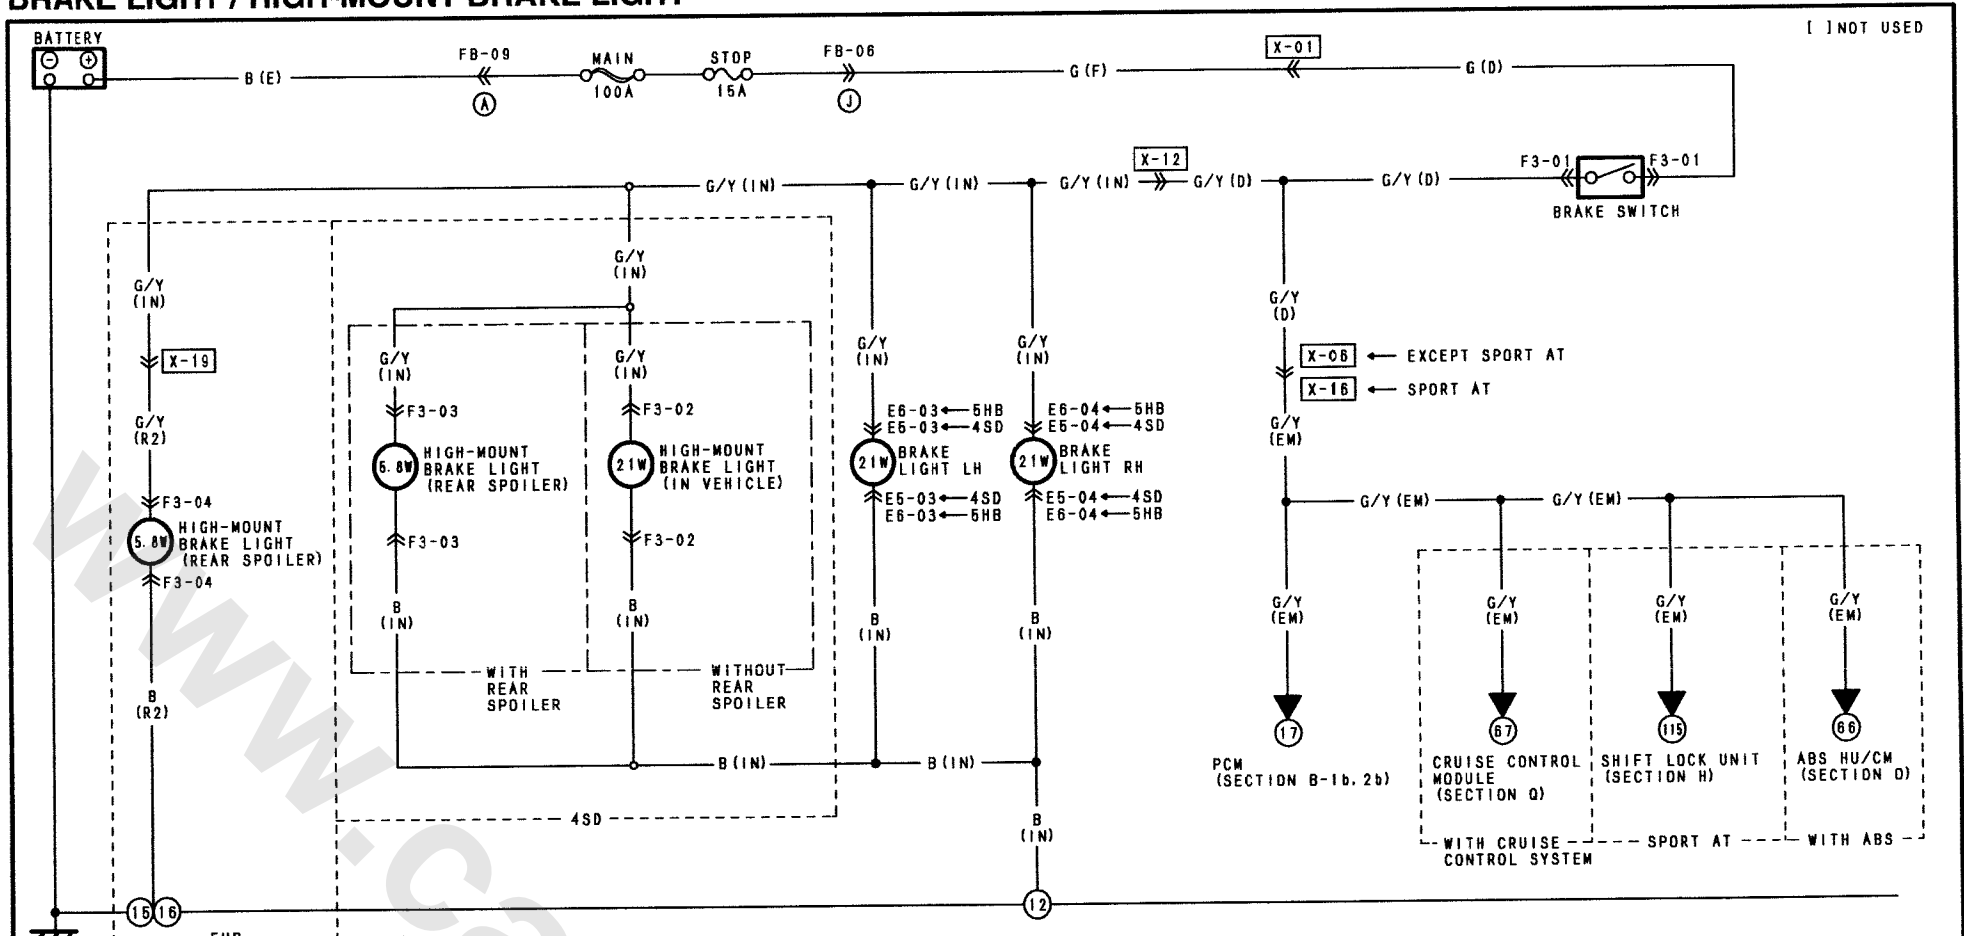 BRAKE LIGHT / HIGH-MOUNT BRAKE LIGHT
[ ]NOT USED
BATTERY
B(E)
FB-09
A
MAIN
100A
STOP
15A
FB-06
J
G(F)
X-01
G(D)
F3-01
F3-01
BRAKE SWITCH
G/Y(IN)
G/Y(IN)
G/Y(IN)
X-12
G/Y(D)
G/Y(D)
G/Y
(IN)
X-19
G/Y
(R2)
F3-04
5.8W
HIGH-MOUNT
BRAKE LIGHT
(REAR SPOILER)
F3-04
B
(R2)
G/Y
(IN)
G/Y
(IN)
F3-03
5.8W
HIGH-MOUNT
BRAKE LIGHT
(REAR SPOILER)
F3-03
B
(IN)
WITH
REAR
SPOILER
G/Y
(IN)
F3-02
21W
HIGH-MOUNT
BRAKE LIGHT
(IN VEHICLE)
F3-02
B
(IN)
WITHOUT
REAR
SPOILER
4SD
G/Y
(IN)
E6-03 5HB
E5-03 4SD
21W
BRAKE
LIGHT LH
E5-03 4SD
E6-03 5HB
B
(IN)
G/Y
(IN)
E6-04 5HB
E5-04 4SD
21W
BRAKE
LIGHT RH
E5-04 4SD
E6-04 5HB
B
(IN)
B(IN)
B(IN)
B
(IN)
G/Y
(D)
X-06 EXCEPT SPORT AT
X-16 SPORT AT
G/Y
(EM)
G/Y(EM)
G/Y(EM)
G/Y
(EM)
17
PCM
(SECTION B-1b,2b)
G/Y
(EM)
67
CRUISE CONTROL
MODULE
(SECTION Q)
WITH CRUISE
CONTROL SYSTEM
G/Y
(EM)
115
SHIFT LOCK UNIT
(SECTION H)
SPORT AT
G/Y
(EM)
66
ABS HU/CM
(SECTION O)
WITH ABS
15
16
12
www.ca